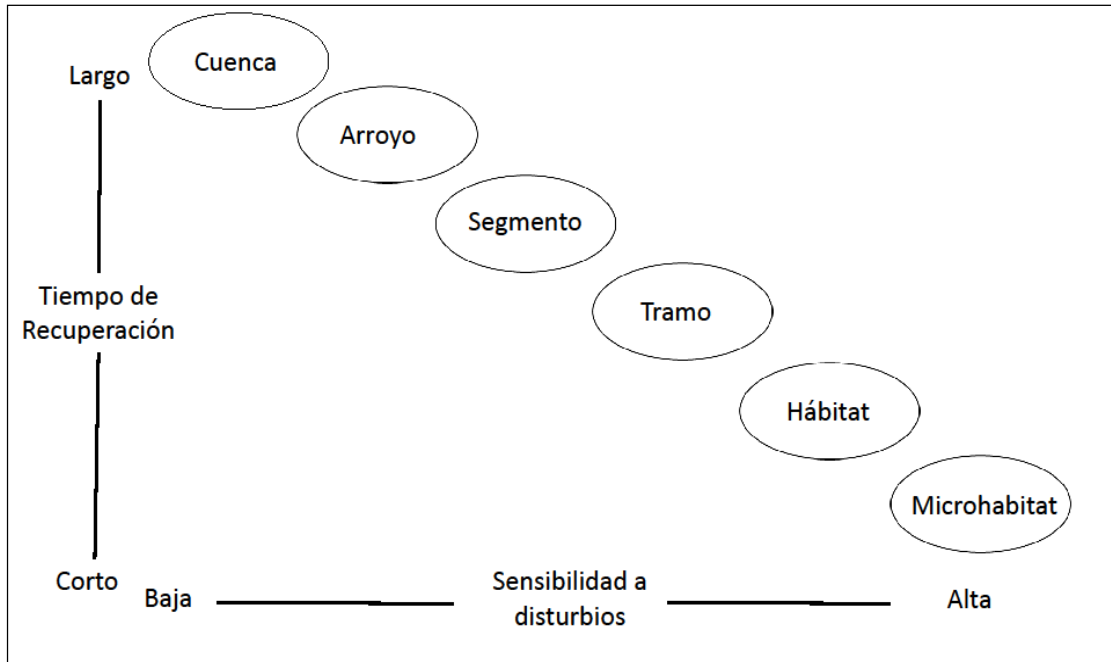 Cuenca
Largo
Arroyo
Segmento
Tiempo de
Recuperación
Tramo
Hábitat
Microhabitat
Corto
Baja
Sensibilidad a
disturbios
Alta